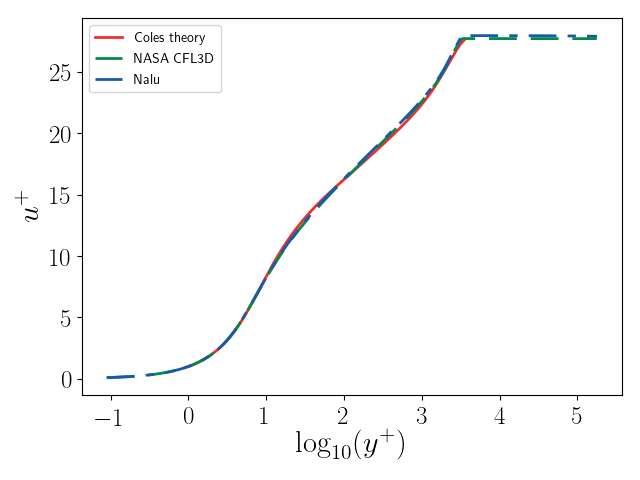 Coles theory
NASA CFL3D
Nalu
25
20
15
10
5
0
u⁺
−1 0 1 2 3 4 5
log₁₀(y⁺)